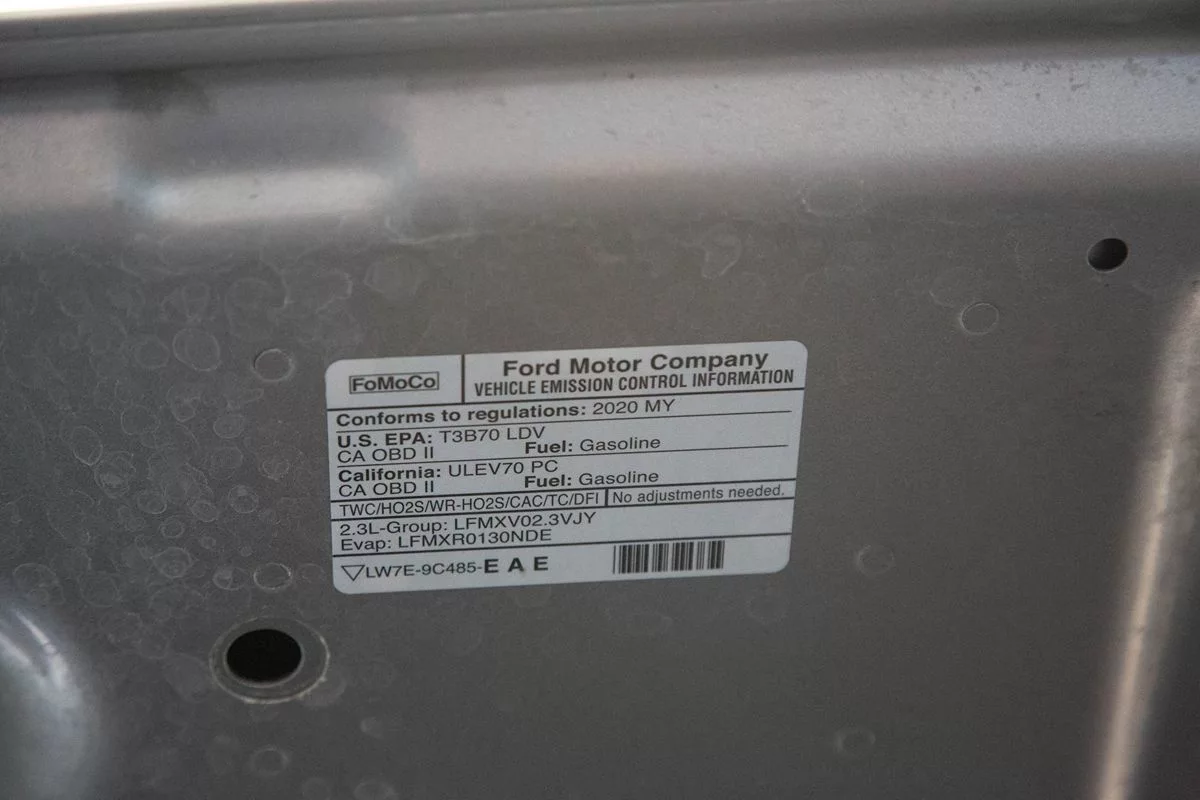 FoMoCo
Ford Motor Company
VEHICLE EMISSION CONTROL INFORMATION
Conforms to regulations: 2020 MY
U.S. EPA: T3B70 LDV
CA OBD II Fuel: Gasoline
California: ULEV70 PC
CA OBD II Fuel: Gasoline
TWC/HO2S/WR-HO2S/CAC/TC/DFI No adjustments needed.
2.3L-Group: LFMXV02.3VJY
Evap: LFMXR0130NDE
LW7E-9C485-E A E